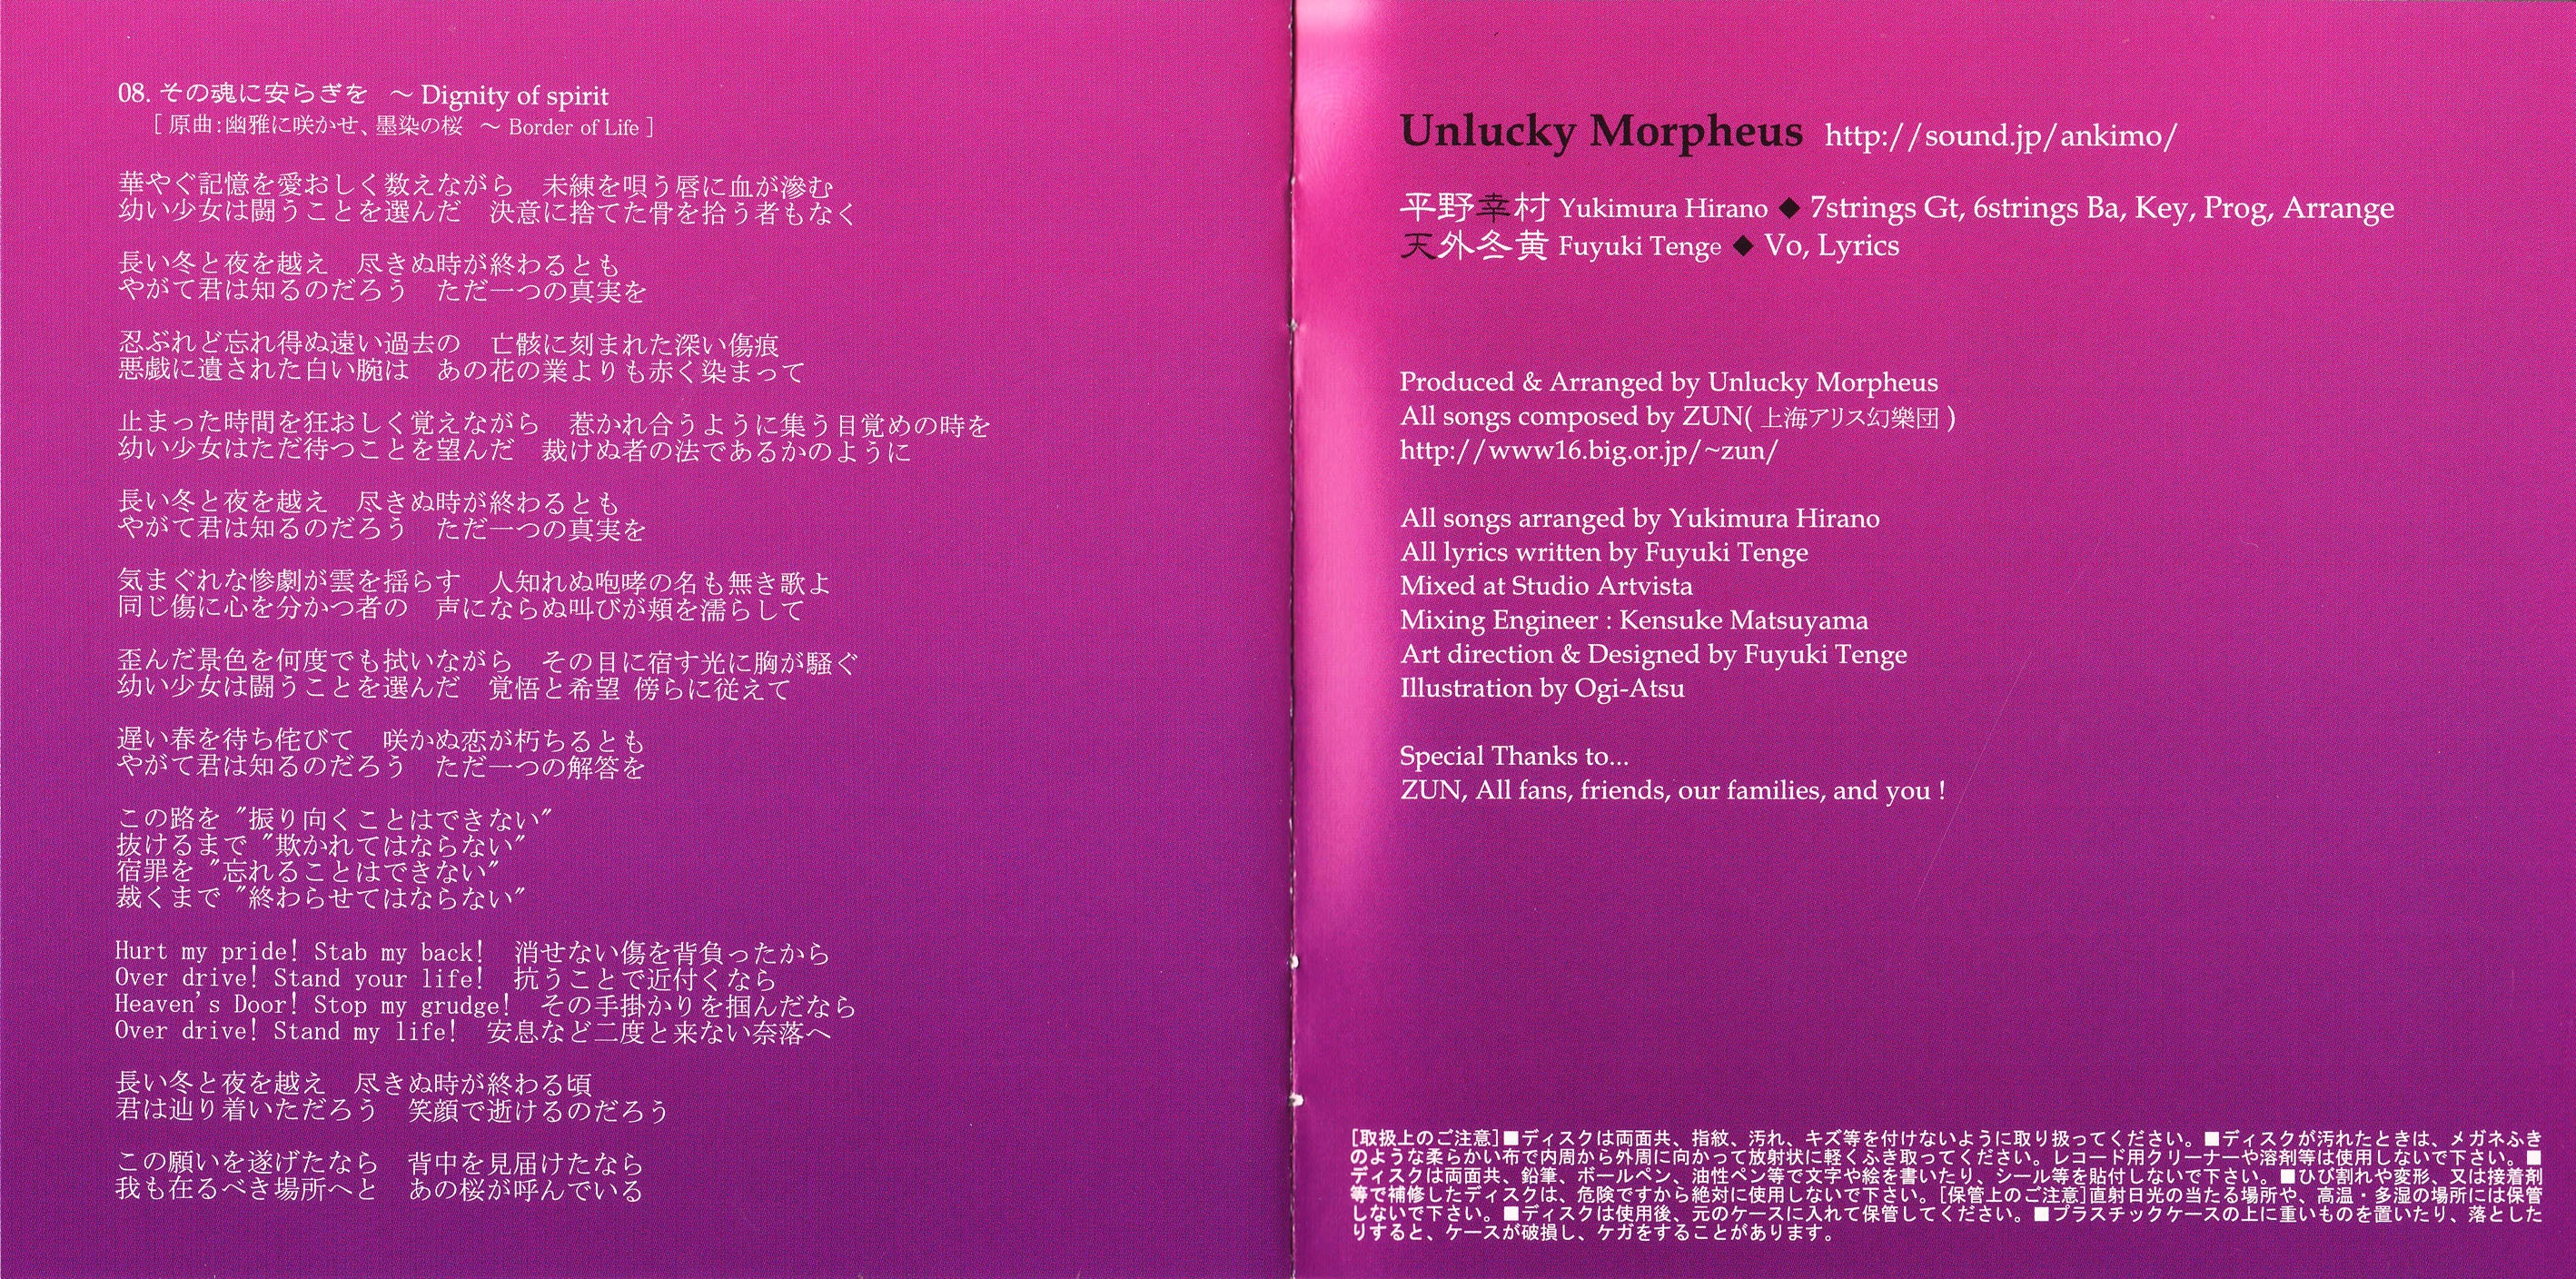 08. その魂に安らぎを　～ Dignity of spirit
[ 原曲:幽雅に咲かせ、墨染の桜　～ Border of Life ]
華やぐ記憶を愛おしく数えながら　未練を唄う唇に血が滲む
幼い少女は闘うことを選んだ　決意に捨てた骨を拾う者もなく
長い冬と夜を越え　尽きぬ時が終わるとも
やがて君は知るのだろう　ただ一つの真実を
忍ぶれど忘れ得ぬ遠い過去の　亡骸に刻まれた深い傷痕
悪戯に遺された白い腕は　あの花の業よりも赤く染まって
止まった時間を狂おしく覚えながら　惹かれ合うように集う目覚めの時を
幼い少女はただ待つことを望んだ　裁けぬ者の法であるかのように
長い冬と夜を越え　尽きぬ時が終わるとも
やがて君は知るのだろう　ただ一つの真実を
気まぐれな惨劇が雲を揺らす　人知れぬ咆哮の名も無き歌よ
同じ傷に心を分かつ者の　声にならぬ叫びが頬を濡らして
歪んだ景色を何度でも拭いながら　その目に宿す光に胸が騒ぐ
幼い少女は闘うことを選んだ　覚悟と希望 傍らに従えて
遅い春を待ち侘びて　咲かぬ恋が朽ちるとも
やがて君は知るのだろう　ただ一つの解答を
この路を ″振り向くことはできない″
抜けるまで ″欺かれてはならない″
宿罪を ″忘れることはできない″
裁くまで ″終わらせてはならない″
Hurt my pride! Stab my back!　消せない傷を背負ったから
Over drive! Stand your life!　抗うことで近付くなら
Heaven's Door! Stop my grudge!　その手掛かりを掴んだなら
Over drive! Stand my life!　安息など二度と来ない奈落へ
長い冬と夜を越え　尽きぬ時が終わる頃
君は辿り着いただろう　笑顔で逝けるのだろう
この願いを遂げたなら　背中を見届けたなら
我も在るべき場所へと　あの桜が呼んでいる
Unlucky Morpheus http://sound.jp/ankimo/
平野幸村 Yukimura Hirano ◆ 7strings Gt, 6strings Ba, Key, Prog, Arrange
天外冬黄 Fuyuki Tenge ◆ Vo, Lyrics
Produced & Arranged by Unlucky Morpheus
All songs composed by ZUN( 上海アリス幻樂団 )
http://www16.big.or.jp/~zun/
All songs arranged by Yukimura Hirano
All lyrics written by Fuyuki Tenge
Mixed at Studio Artvista
Mixing Engineer : Kensuke Matsuyama
Art direction & Designed by Fuyuki Tenge
Illustration by Ogi-Atsu
Special Thanks to...
ZUN, All fans, friends, our families, and you !
[取扱上のご注意]■ディスクは両面共、指紋、汚れ、キズ等を付けないように取り扱ってください。■ディスクが汚れたときは、メガネふき
のような柔らかい布で内周から外周に向かって放射状に軽くふき取ってください。レコード用クリーナーや溶剤等は使用しないで下さい。■
ディスクは両面共、鉛筆、ボールペン、油性ペン等で文字や絵を書いたり、シール等を貼付しないで下さい。■ひび割れや変形、又は接着剤
等で補修したディスクは、危険ですから絶対に使用しないで下さい。[保管上のご注意]直射日光の当たる場所や、高温・多湿の場所には保管
しないで下さい。■ディスクは使用後、元のケースに入れて保管してください。■プラスチックケースの上に重いものを置いたり、落とした
りすると、ケースが破損し、ケガをすることがあります。